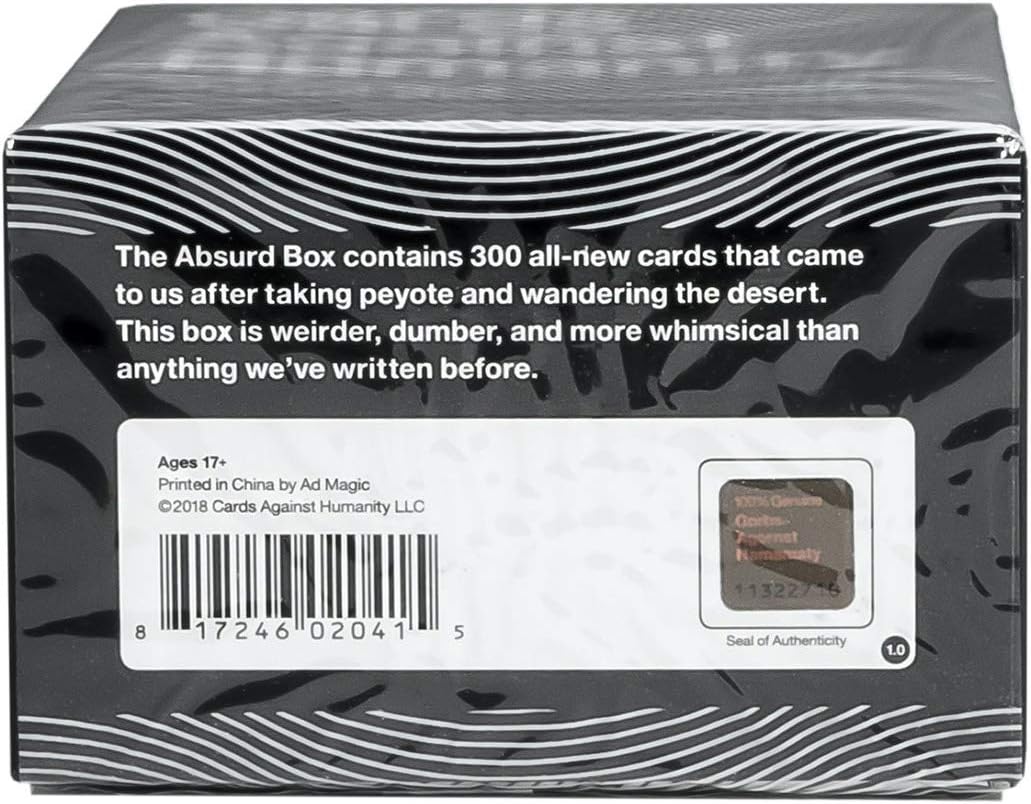 The Absurd Box contains 300 all-new cards that came
to us after taking peyote and wandering the desert.
This box is weirder, dumber, and more whimsical than
anything we've written before.
Ages 17+
Printed in China by Ad Magic
©2018 Cards Against Humanity LLC
8 17246 02041 5
100% Genuine
Seal of Authenticity
1.0